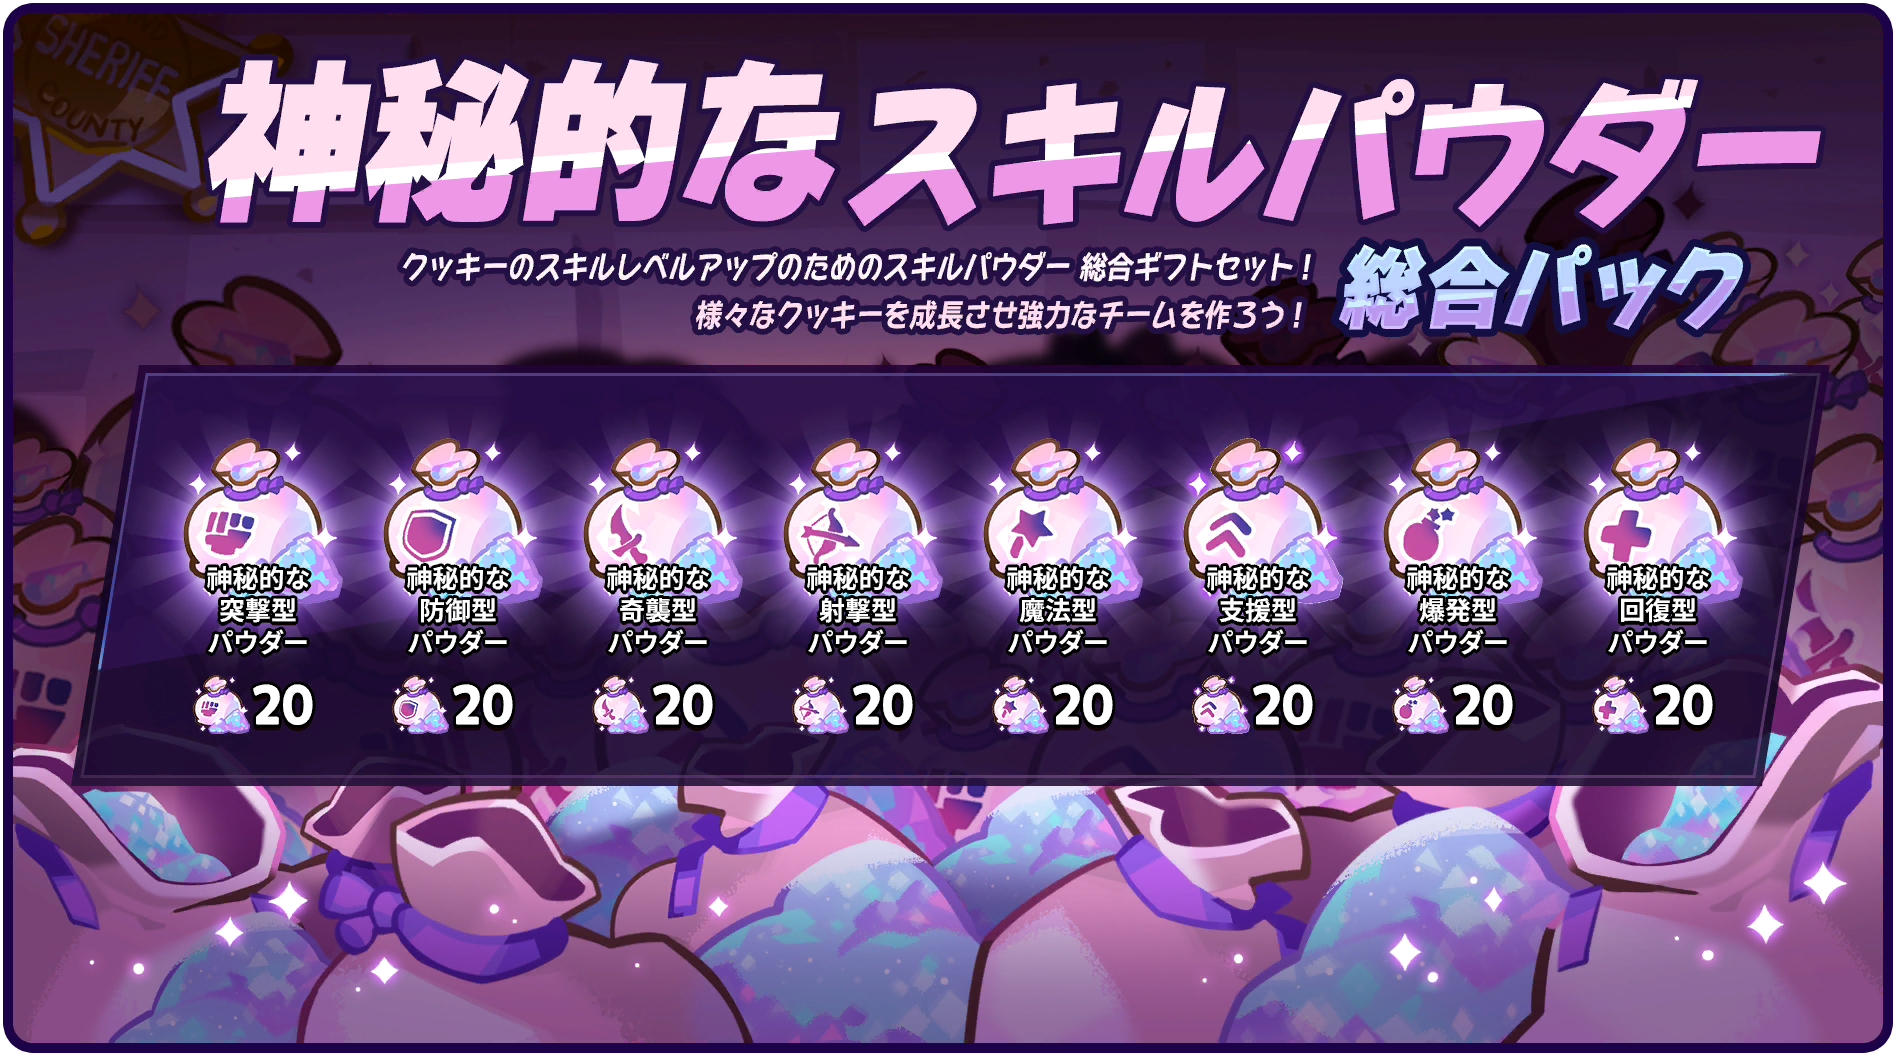 SHERIFF
COUNTY
神秘的なスキルパウダー
クッキーのスキルレベルアップのためのスキルパウダー 総合ギフトセット!
様々なクッキーを成長させ強力なチームを作ろう!
総合パック
神秘的な
突撃型
パウダー
20
神秘的な
防御型
パウダー
20
神秘的な
奇襲型
パウダー
20
神秘的な
射撃型
パウダー
20
神秘的な
魔法型
パウダー
20
神秘的な
支援型
パウダー
20
神秘的な
爆発型
パウダー
20
神秘的な
回復型
パウダー
20